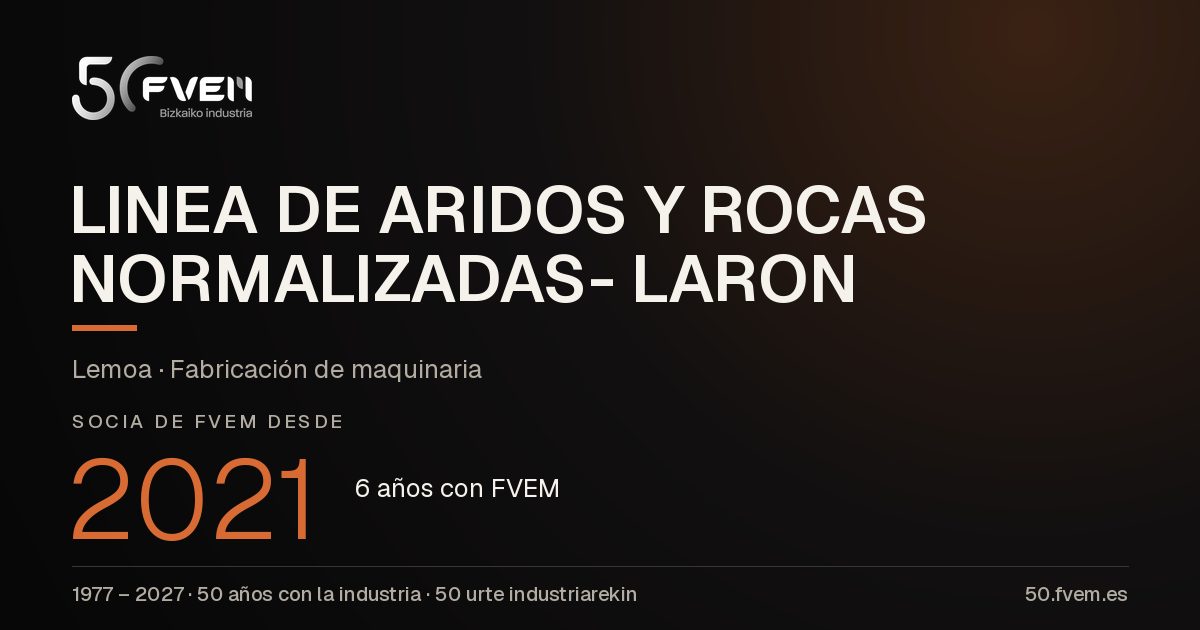 50 FVEM
Bizkaiko industria
LINEA DE ARIDOS Y ROCAS
NORMALIZADAS- LARON
Lemoa · Fabricación de maquinaria
SOCIA DE FVEM DESDE
2021
6 años con FVEM
1977 – 2027 · 50 años con la industria · 50 urte industriarekin
50.fvem.es